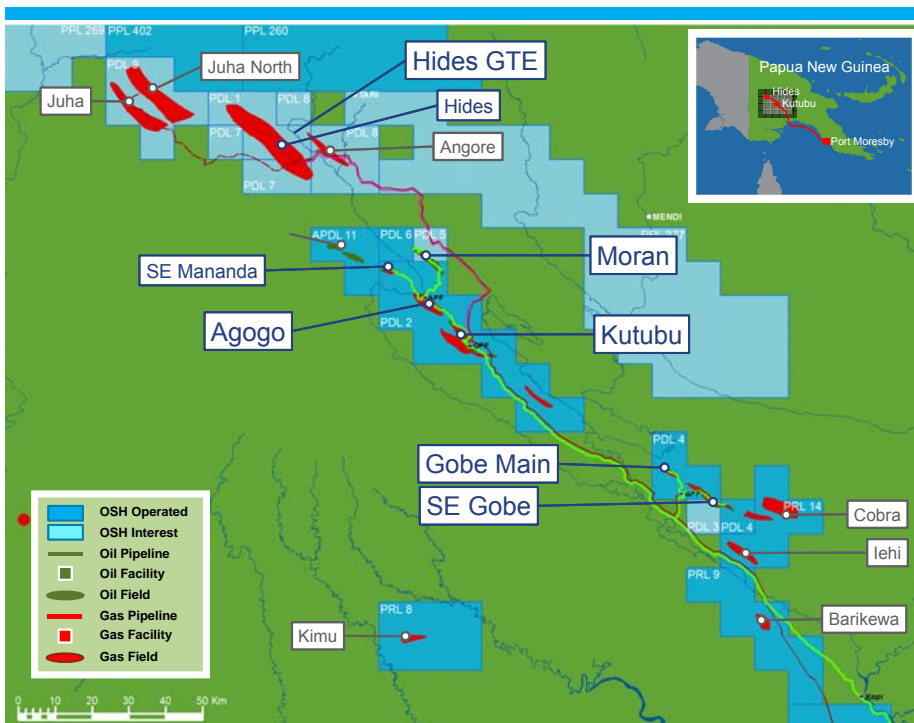 PPL 269
PPL 402
PPL 260
PDL 9
Juha North
Juha
Hides GTE
PDL 1
PDL 8
TARI
Hides
PDL 7
PDL 8
Angore
PDL 7
Papua New Guinea
Hides
Kutubu
Port Moresby
MENDI
APDL 11
PDL 6
PDL 5
Moran
SE Mananda
Agogo
PDL 2
Kutubu
PDL 4
Gobe Main
SE Gobe
PRL 14
Cobra
PDL 3
PDL 4
Iehi
PRL 9
PRL 8
Kimu
Barikewa
Kopi
OSH Operated
OSH Interest
Oil Pipeline
Oil Facility
Oil Field
Gas Pipeline
Gas Facility
Gas Field
0 10 20 30 40 50 Km